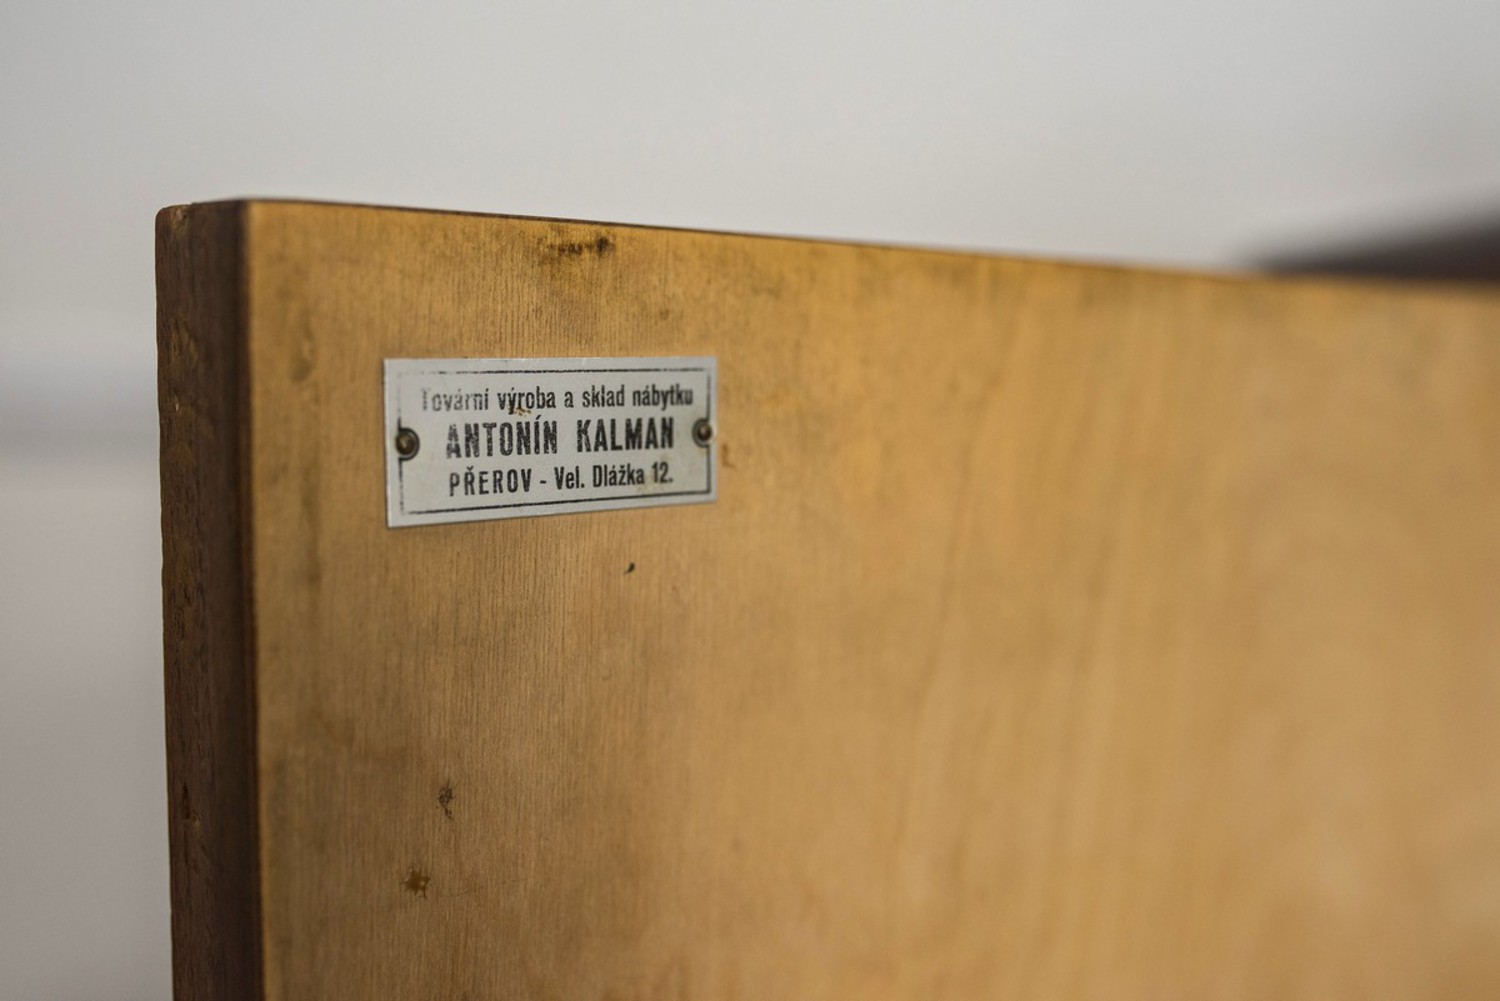 Tovární výroba a sklad nábytku
ANTONÍN KALMAN
PŘEROV - Vel. Dlážka 12.